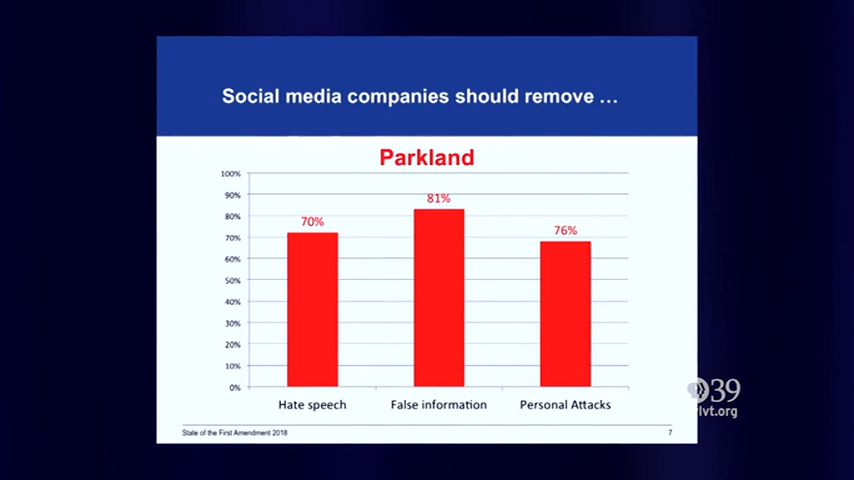 Social media companies should remove …
Parkland
100%
90%
80%
70%
60%
50%
40%
30%
20%
10%
0%
70%
81%
76%
Hate speech
False information
Personal Attacks
State of the First Amendment 2018
7
39
wlvt.org